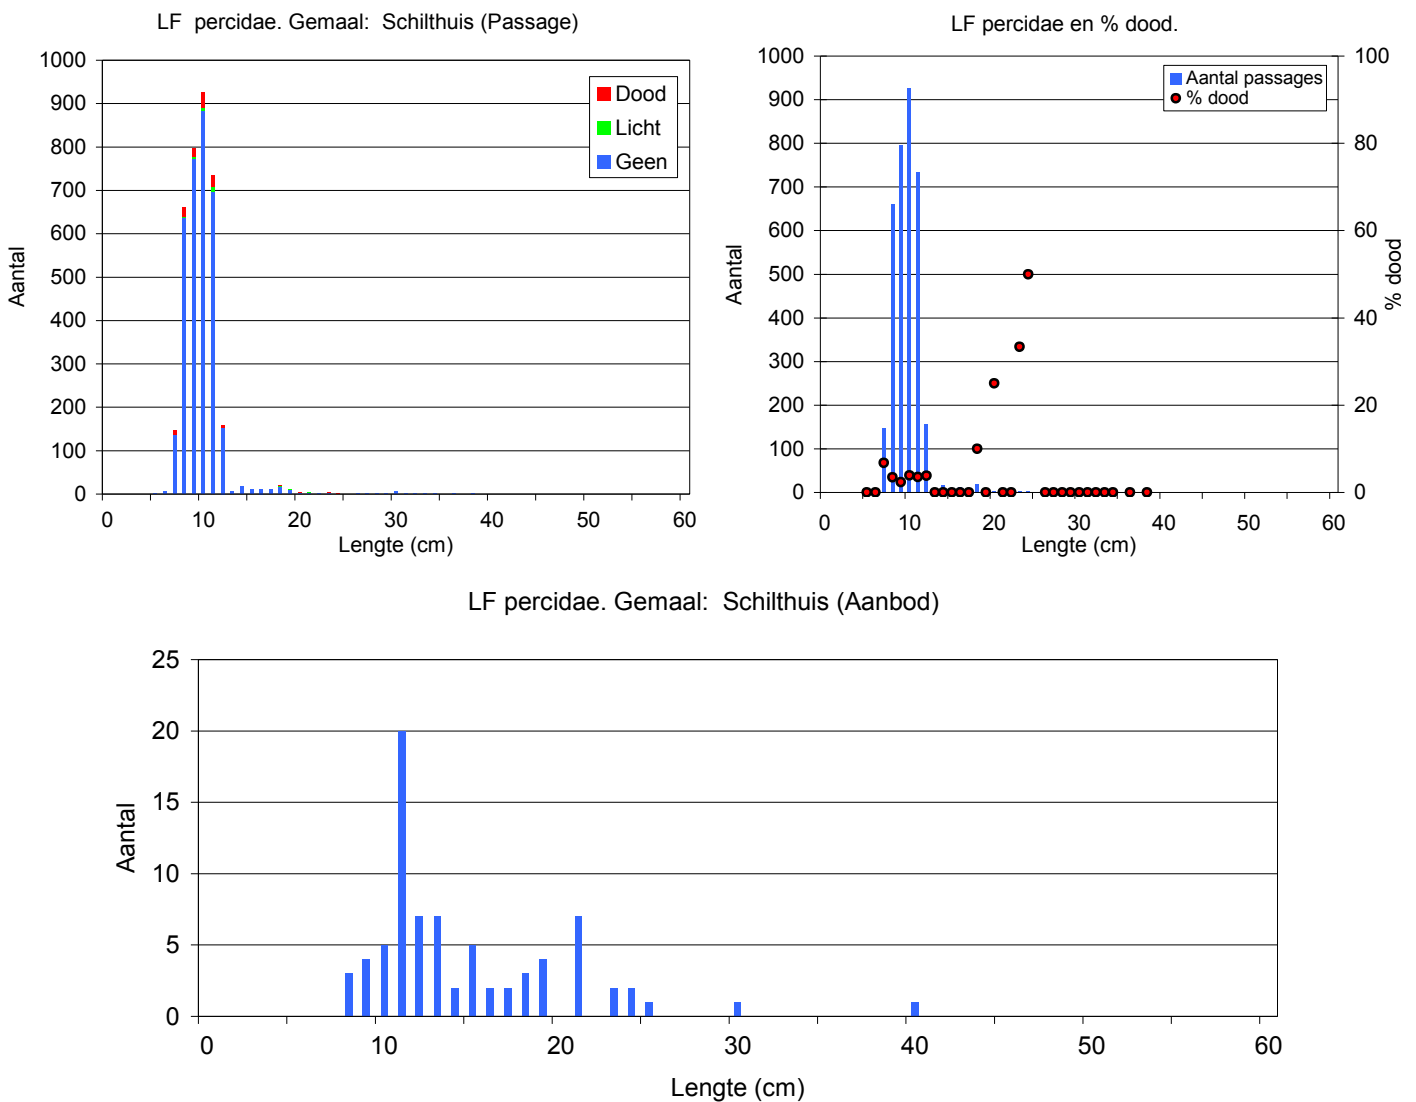 LF percidae. Gemaal: Schilthuis (Passage)
1000
900
800
700
600
500
400
300
200
100
0
Aantal
Dood
Licht
Geen
0 10 20 30 40 50 60
Lengte (cm)
LF percidae en % dood.
1000
900
800
700
600
500
400
300
200
100
0
Aantal
Aantal passages
% dood
100
80
60
40
20
0
% dood
0 10 20 30 40 50 60
Lengte (cm)
LF percidae. Gemaal: Schilthuis (Aanbod)
25
20
15
10
5
0
Aantal
0 10 20 30 40 50 60
Lengte (cm)